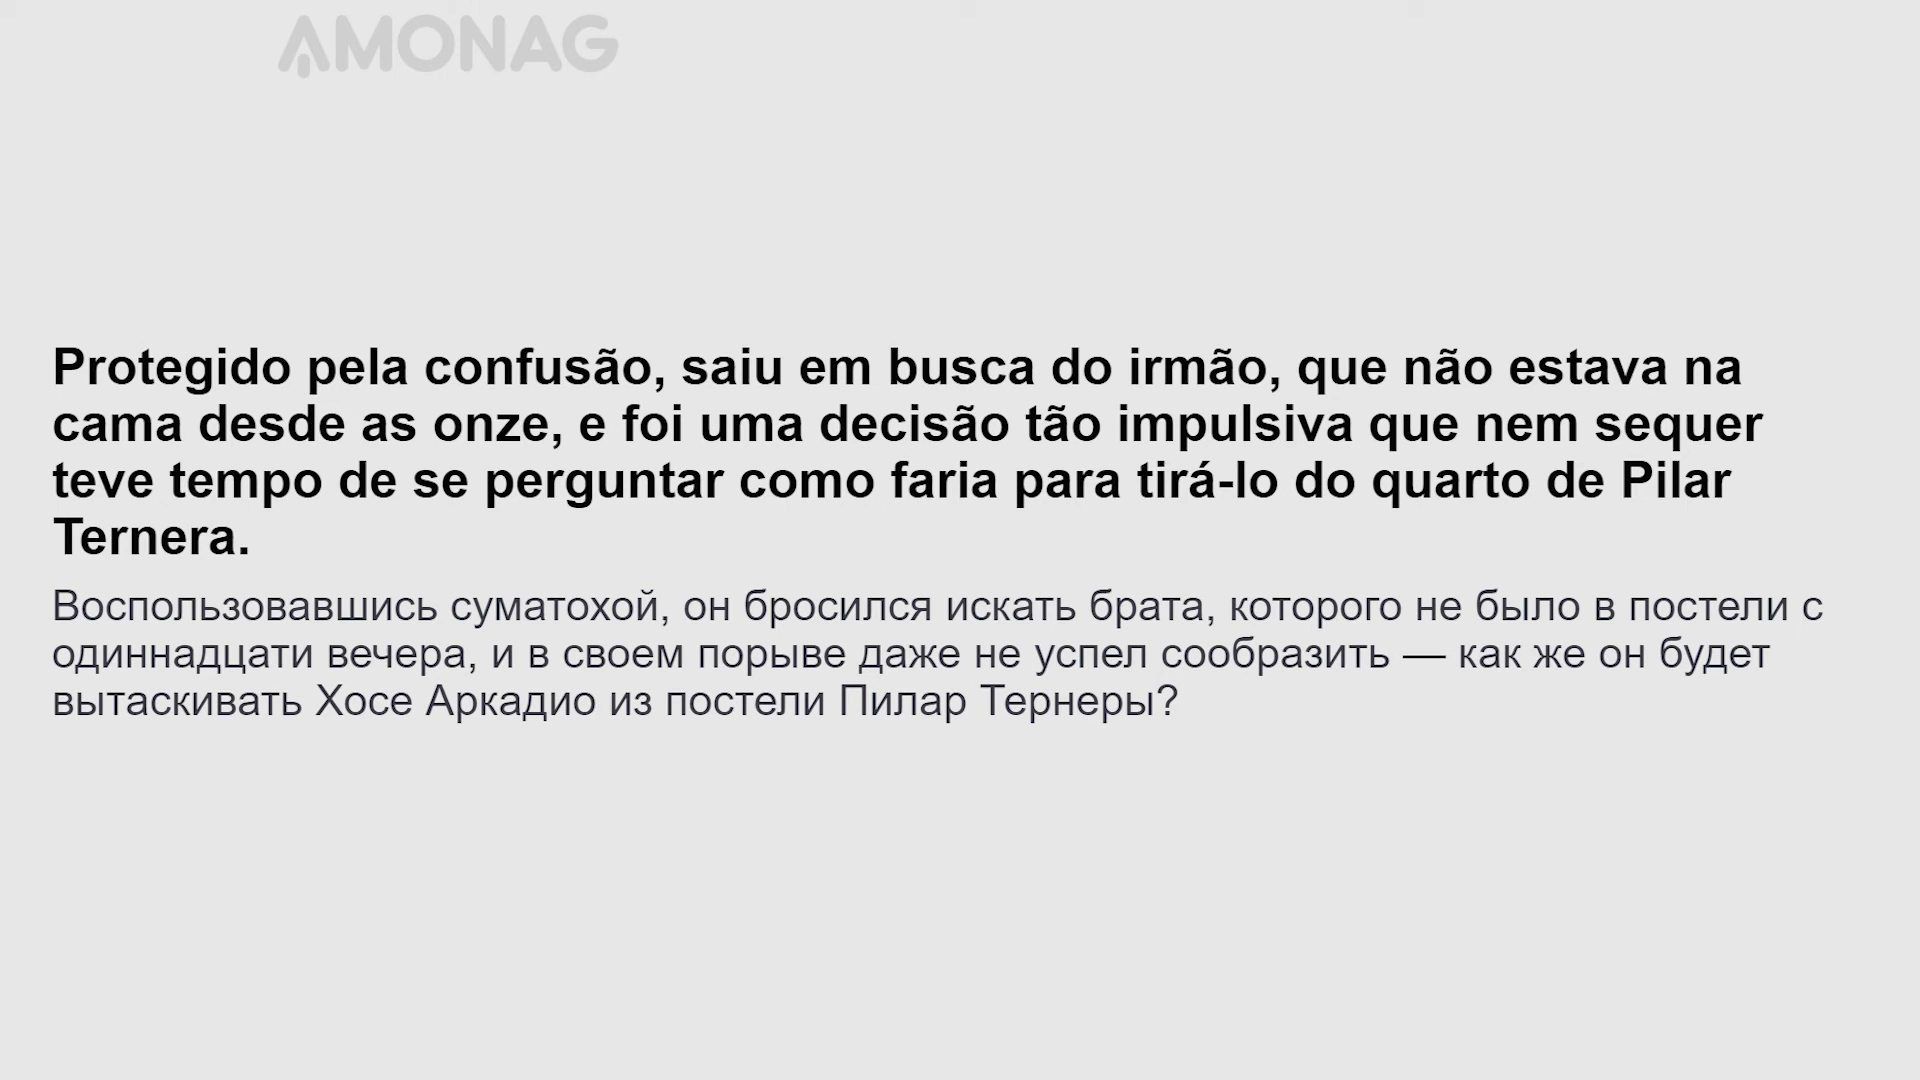 AMONAG
Protegido pela confusão, saiu em busca do irmão, que não estava na
cama desde as onze, e foi uma decisão tão impulsiva que nem sequer
teve tempo de se perguntar como faria para tirá-lo do quarto de Pilar
Ternera.
Воспользовавшись суматохой, он бросился искать брата, которого не было в постели с
одиннадцати вечера, и в своем порыве даже не успел сообразить — как же он будет
вытаскивать Хосе Аркадио из постели Пилар Тернеры?